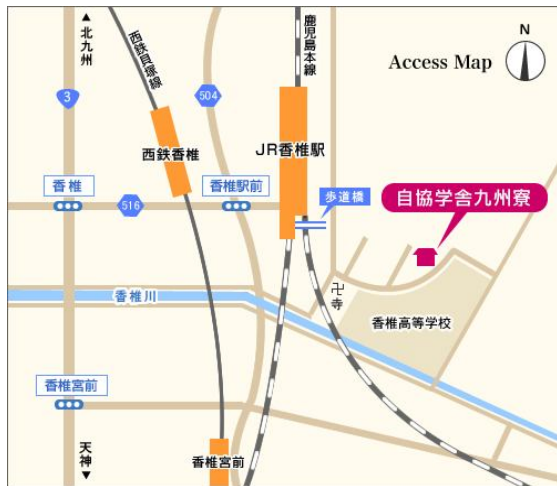 ▲北九州
西鉄貝塚線
鹿児島本線
Access Map
N
3
504
西鉄香椎
JR香椎駅
香椎
516
香椎駅前
歩道橋
自協学舎九州寮
香椎川
卍寺
香椎高等学校
香椎宮前
天神▼
香椎宮前